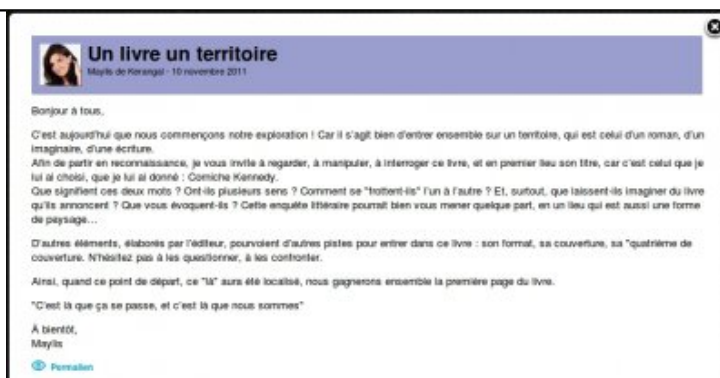 Un livre un territoire
Maylis de Kerangal - 10 novembre 2011
Bonjour à tous,
C'est aujourd'hui que nous commençons notre exploration ! Car il s'agit bien d'entrer ensemble sur un territoire, qui est celui d'un roman, d'un
imaginaire, d'une écriture.
Afin de partir en reconnaissance, je vous invite à regarder, à manipuler, à interroger ce livre, et en premier lieu son titre, car c'est celui que je
lui ai choisi, que je lui ai donné : Corniche Kennedy.
Que signifient ces deux mots ? Ont-ils plusieurs sens ? Comment se "frottent-ils" l'un à l'autre ? Et, surtout, que laissent-ils imaginer du livre
qu'ils annoncent ? Que vous évoquent-ils ? Cette enquête littéraire pourrait bien vous mener quelque part, en un lieu qui est aussi une forme
de paysage...
D'autres éléments, élaborés par l'éditeur, pourvoient d'autres pistes pour entrer dans ce livre : son format, sa couverture, sa "quatrième de
couverture. N'hésitez pas à les questionner, à les confronter.
Ainsi, quand ce point de départ, ce "là" aura été localisé, nous gagnerons ensemble la première page du livre.
"C'est là que ça se passe, et c'est là que nous sommes"
À bientôt,
Maylis
Permalien